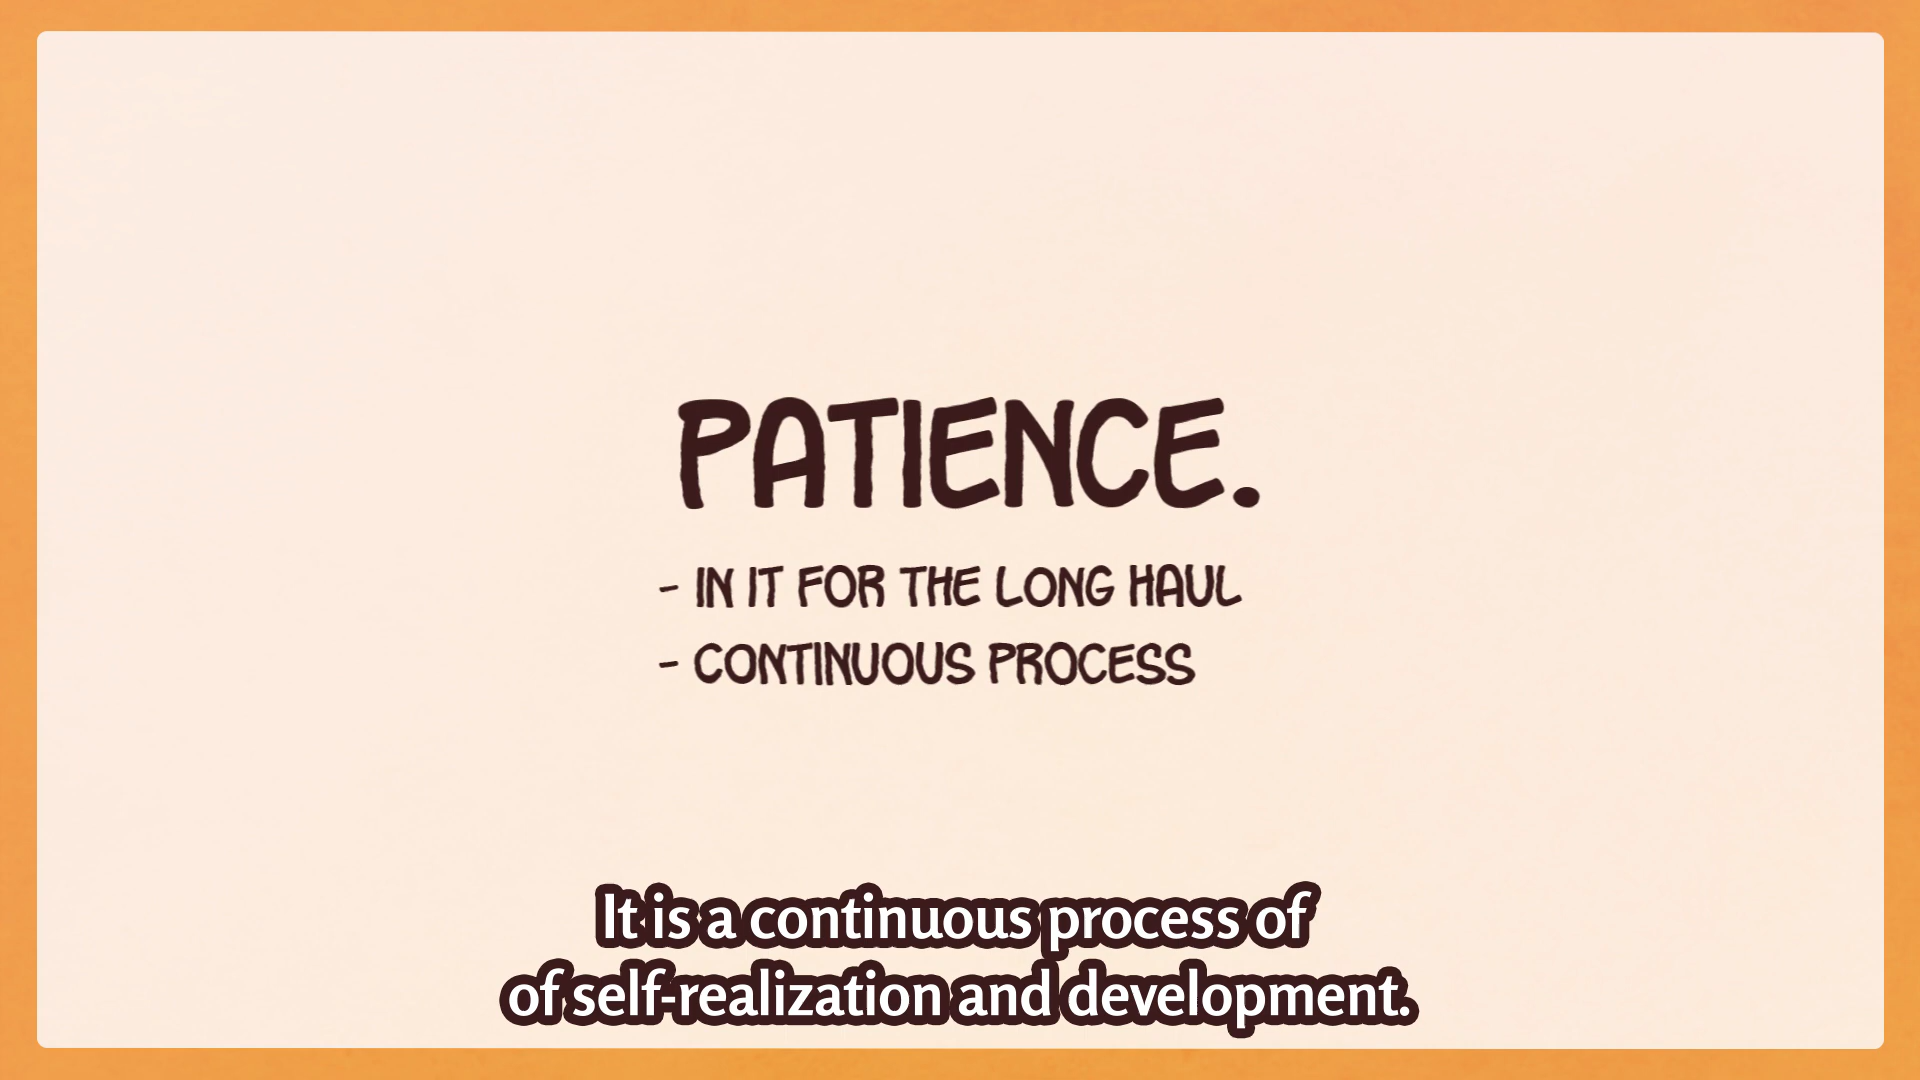 PATIENCE.
- IN IT FOR THE LONG HAUL
- CONTINUOUS PROCESS
It is a continuous process of
of self-realization and development.